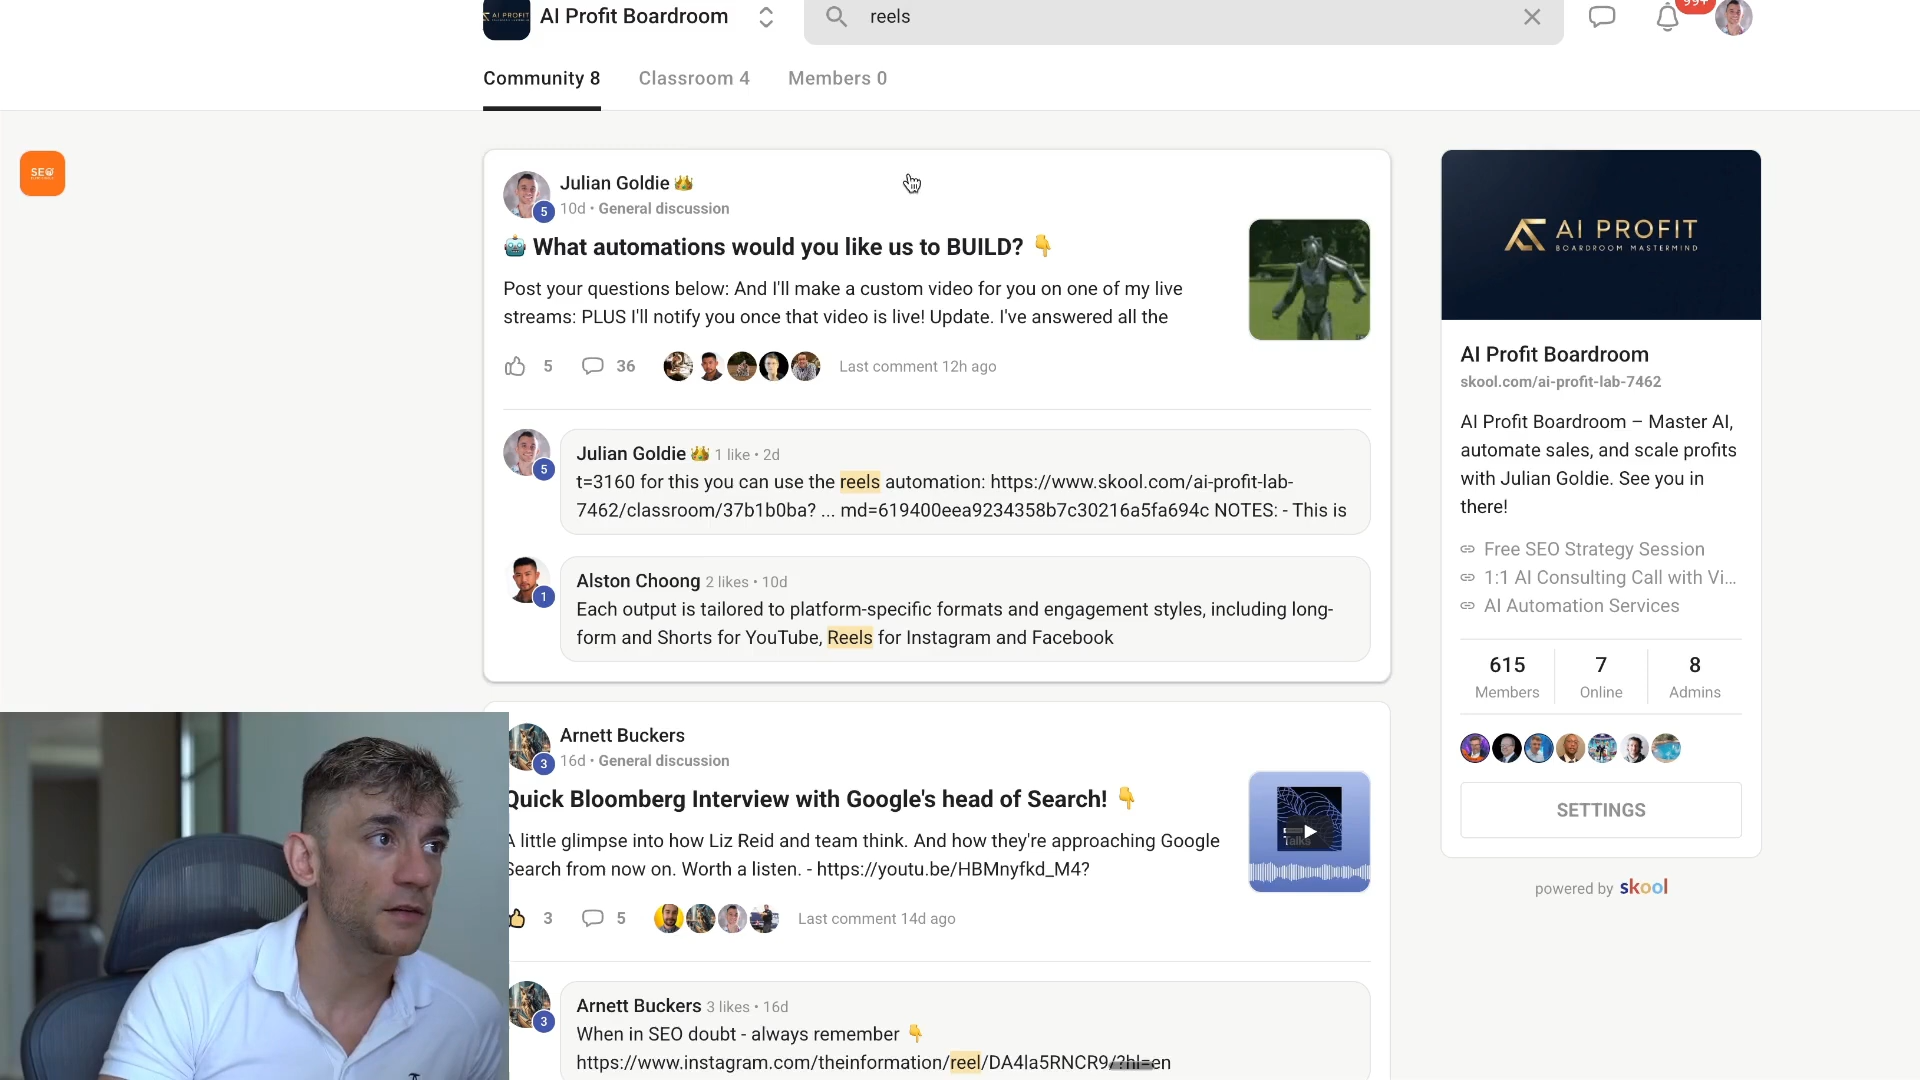 AI PROFIT
AI Profit Boardroom
reels
99+
Community 8
Classroom 4
Members 0
SEO
Julian Goldie
5
10d • General discussion
🤖 What automations would you like us to BUILD? 👇
Post your questions below: And I'll make a custom video for you on one of my live
streams: PLUS I'll notify you once that video is live! Update. I've answered all the
5
36
Last comment 12h ago
Julian Goldie 1 like • 2d
5
t=3160 for this you can use the reels automation: https://www.skool.com/ai-profit-lab-
7462/classroom/37b1b0ba? ... md=619400eea9234358b7c30216a5fa694c NOTES: - This is
Alston Choong 2 likes • 10d
1
Each output is tailored to platform-specific formats and engagement styles, including long-
form and Shorts for YouTube, Reels for Instagram and Facebook
Arnett Buckers
3
16d • General discussion
Quick Bloomberg Interview with Google's head of Search! 👇
A little glimpse into how Liz Reid and team think. And how they're approaching Google
Search from now on. Worth a listen. - https://youtu.be/HBMnyfkd_M4?
Talks
3
5
Last comment 14d ago
Arnett Buckers 3 likes • 16d
3
When in SEO doubt - always remember 👇
https://www.instagram.com/theinformation/reel/DA4la5RNCR9/?hl=en
AI PROFIT
BOARDROOM MASTERMIND
AI Profit Boardroom
skool.com/ai-profit-lab-7462
AI Profit Boardroom – Master AI,
automate sales, and scale profits
with Julian Goldie. See you in
there!
Free SEO Strategy Session
1:1 AI Consulting Call with Vi...
AI Automation Services
615
Members
7
Online
8
Admins
SETTINGS
powered by skool